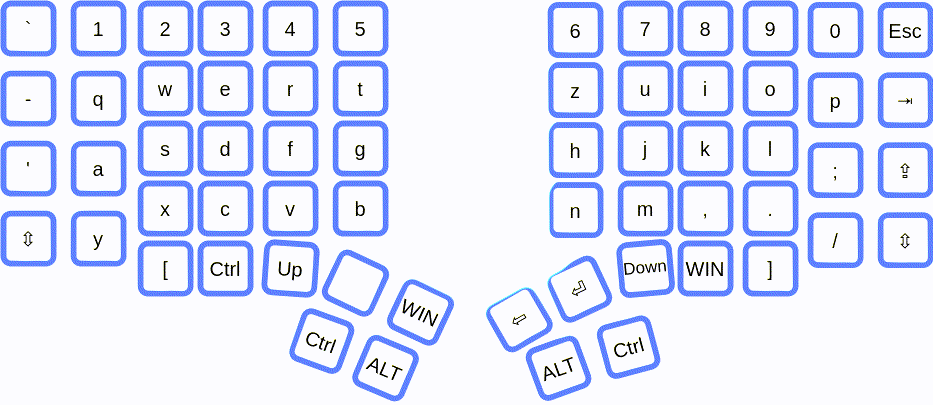 ` 1 2 3 4 5 6 7 8 9 0 Esc
- q w e r t z u i o p ⇥
' a s d f g h j k l ; ⇪
⇳ y x c v b n m , . / ⇳
[ Ctrl Up Down WIN ]
WIN ⇦ ⏎
Ctrl ALT ALT Ctrl